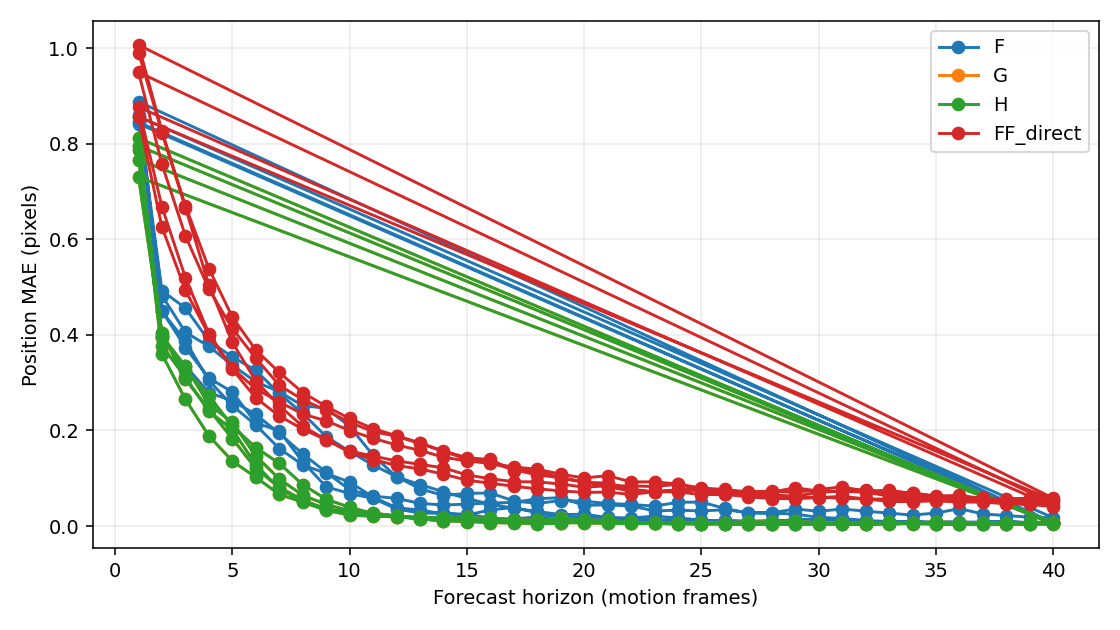 F
G
H
FF_direct
Position MAE (pixels)
1.0
0.8
0.6
0.4
0.2
0.0
0 5 10 15 20 25 30 35 40
Forecast horizon (motion frames)